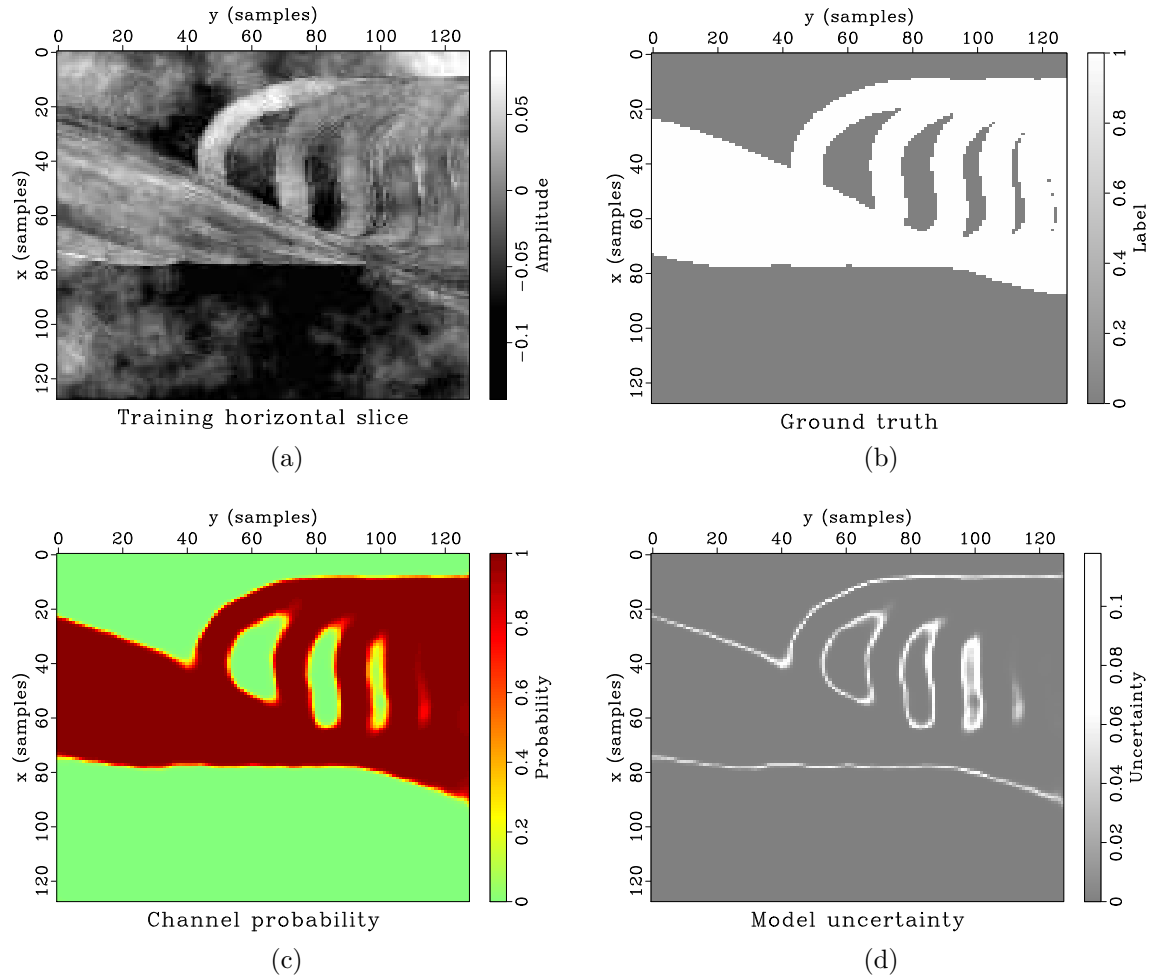 y (samples)
0 20 40 60 80 100 120
x (samples)
0 20 40 60 80 100 120
0.05 0 −0.05 −0.1
Amplitude
Training horizontal slice
(a)
y (samples)
0 20 40 60 80 100 120
x (samples)
0 20 40 60 80 100 120
1 0.8 0.6 0.4 0.2 0
Label
Ground truth
(b)
y (samples)
0 20 40 60 80 100 120
x (samples)
0 20 40 60 80 100 120
1 0.8 0.6 0.4 0.2 0
Probability
Channel probability
(c)
y (samples)
0 20 40 60 80 100 120
x (samples)
0 20 40 60 80 100 120
0.1 0.08 0.06 0.04 0.02 0
Uncertainty
Model uncertainty
(d)